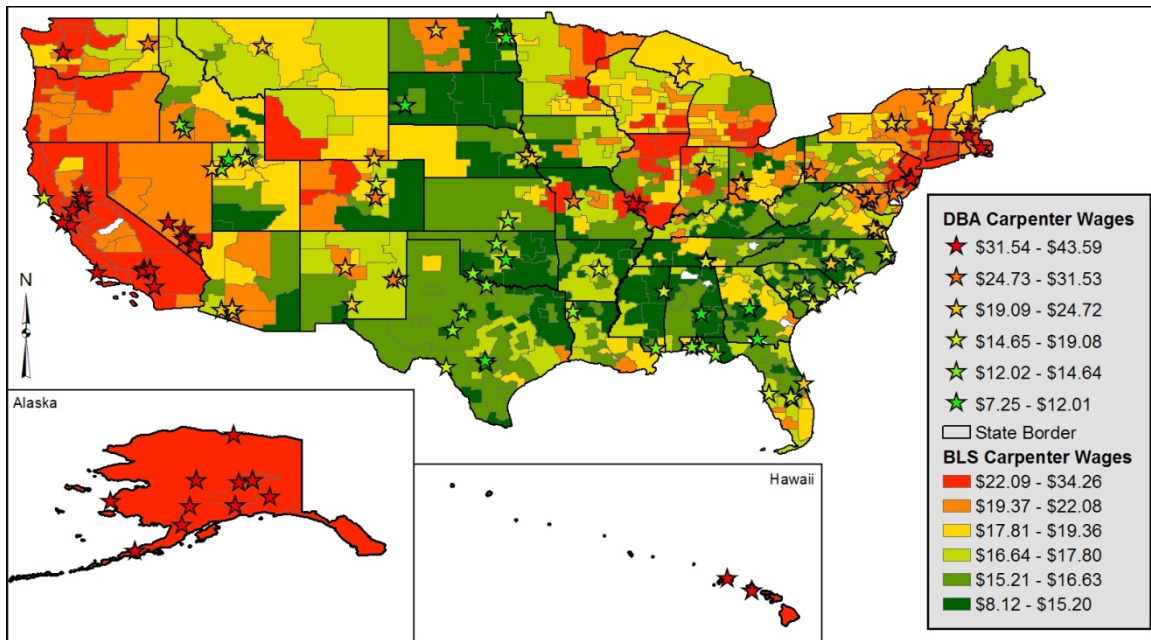 N
DBA Carpenter Wages
$31.54 - $43.59
$24.73 - $31.53
$19.09 - $24.72
$14.65 - $19.08
$12.02 - $14.64
$7.25 - $12.01
State Border
BLS Carpenter Wages
$22.09 - $34.26
$19.37 - $22.08
$17.81 - $19.36
$16.64 - $17.80
$15.21 - $16.63
$8.12 - $15.20
Alaska
Hawaii